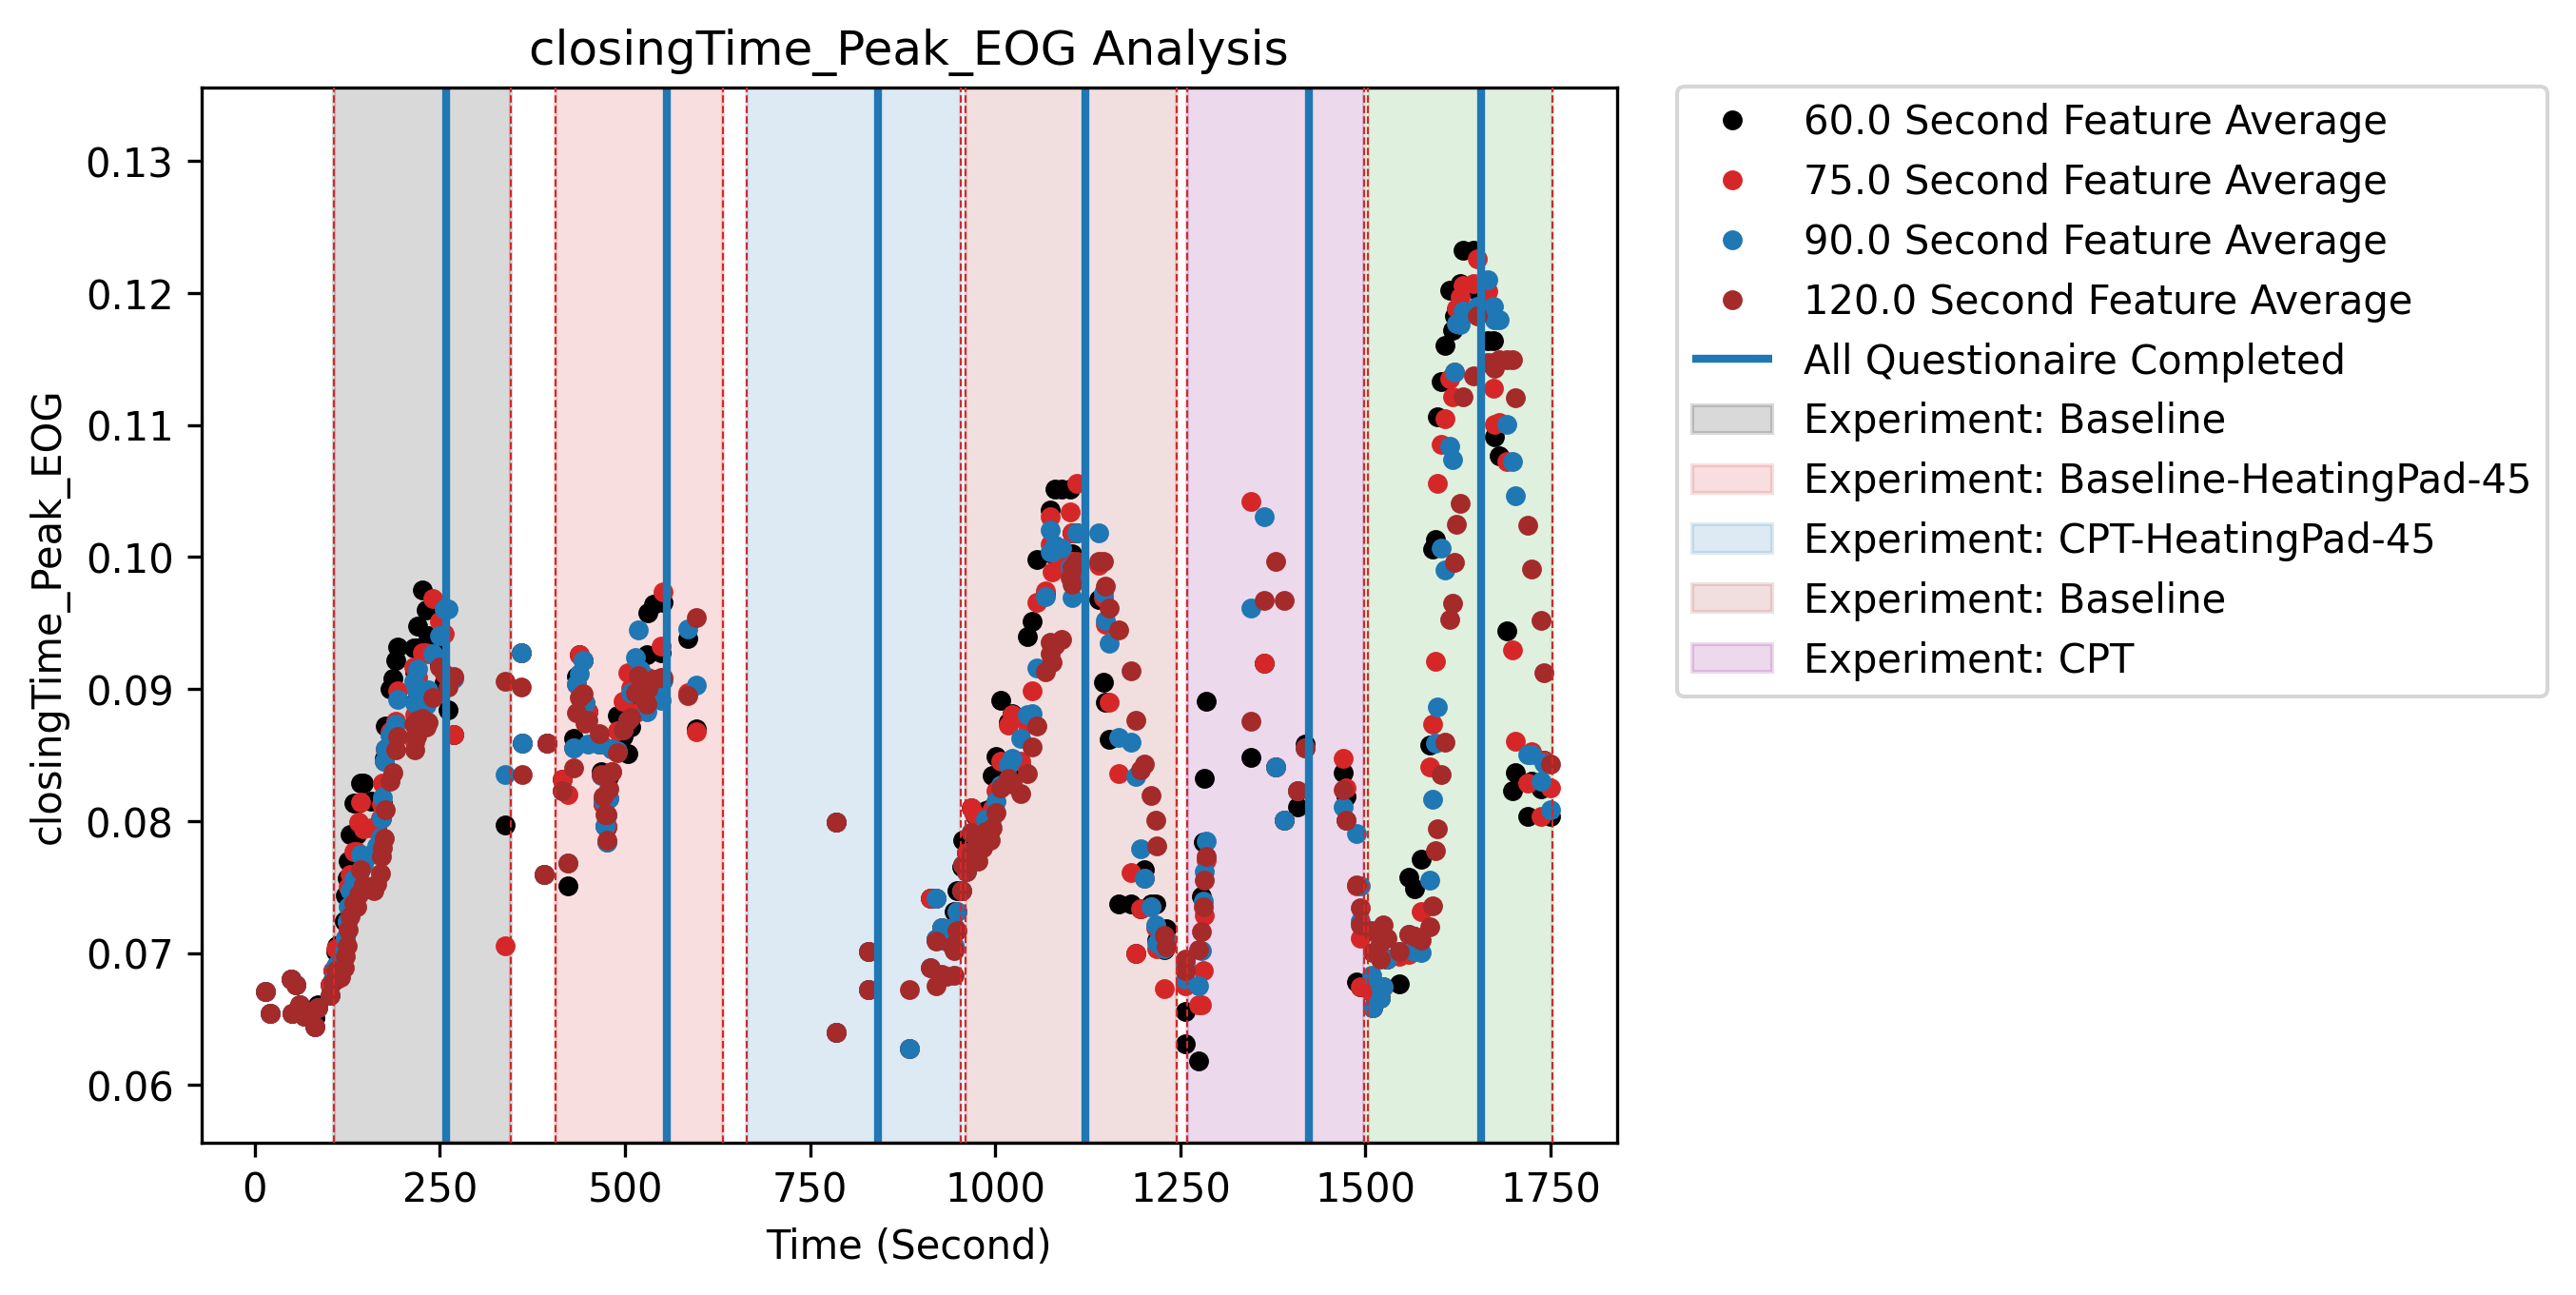 closingTime_Peak_EOG Analysis
closingTime_Peak_EOG
0.13
0.12
0.11
0.10
0.09
0.08
0.07
0.06
0 250 500 750 1000 1250 1500 1750
Time (Second)
60.0 Second Feature Average
75.0 Second Feature Average
90.0 Second Feature Average
120.0 Second Feature Average
All Questionaire Completed
Experiment: Baseline
Experiment: Baseline-HeatingPad-45
Experiment: CPT-HeatingPad-45
Experiment: Baseline
Experiment: CPT